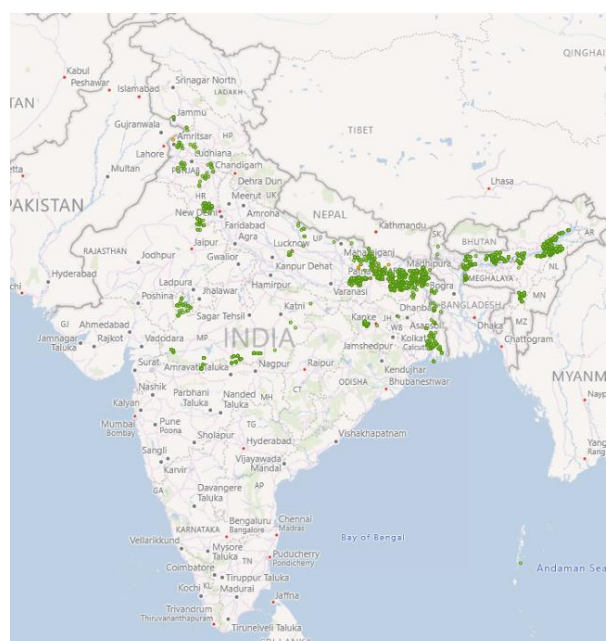 QINGHAI
Kabul
Peshawar
Islamabad
Srinagar North
LADAKH
Jammu
Gujranwala
Amritsar
HP
TIBET
Lahore
Ludhiana
Chandigarh
Multan
PUNJAB
Dehra Dun
HR
Meerut
UK
Lhasa
PAKISTAN
New Delhi
Amroha
NEPAL
Faridabad
Kathmandu
SK
BHUTAN
AR
RAJASTHAN
Jaipur
Agra
Lucknow
UP
Maharajganj
Jodhpur
Gwalior
Kanpur Dehat
Madhipura
NL
Hyderabad
Ladpura
Hamirpur
Varanasi
MEGHALAYA
Poshina
Jhalawar
BANGLADESH
MN
Sagar Tehsil
Katni
Dhanbad
GJ
Ahmedabad
INDIA
Kanke
JH
Asansol
Dhaka
MZ
Jamnagar
Taluka
Rajkot
Vadodara
MP
WB
Chattogram
Jamshedpur
Surat
Amravati Taluka
Raipur
Kendujhar
MYANM
Nagpur
CT
ODISHA
Bhubaneshwar
Nashik
Parbhani
Taluka
Nanded
Taluka
MH
Kalyan
Mumbai
Bombay
Pune
Poona
TG
Vishakhapatnam
Sholapur
Hyderabad
Sangli
Vijayawada
Mandal
Karvir
AP
GA
Davangere
Taluka
KARNATAKA
Bengaluru
Bangalore
Chennai
Madras
Bay of Bengal
Vellarikkund
Mysore
Taluka
Puducherry
Pondicherry
Coimbatore
TN
Andaman Sea
Tiruppur Taluka
Kochi
KL
Madurai
Jaffna
Trivandrum
Thiruvananthapuram
Tirunelveli Taluka